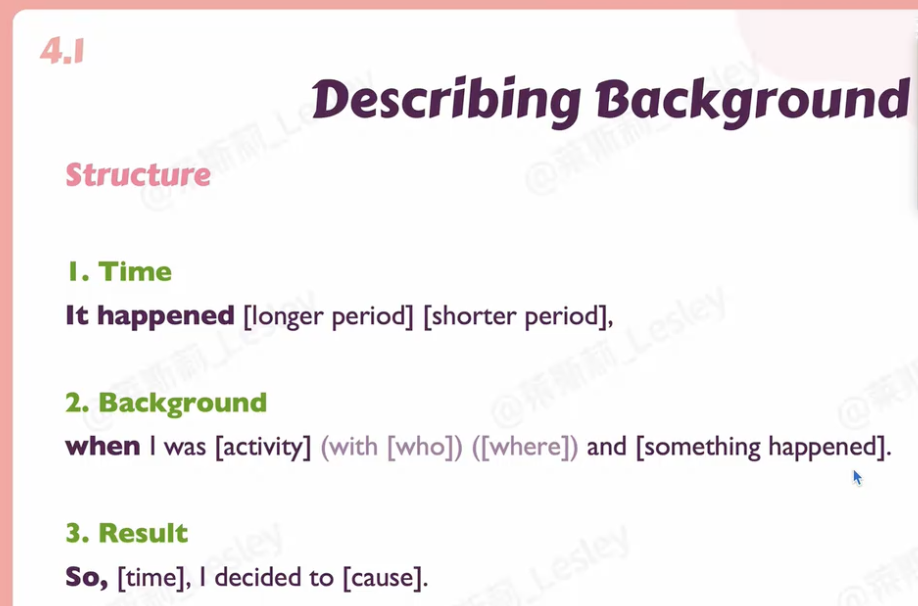 4.1
Describing Background
Structure
1. Time
It happened [longer period] [shorter period],
2. Background
when I was [activity] (with [who]) ([where]) and [something happened].
3. Result
So, [time], I decided to [cause].
@莱斯莉_Lesley